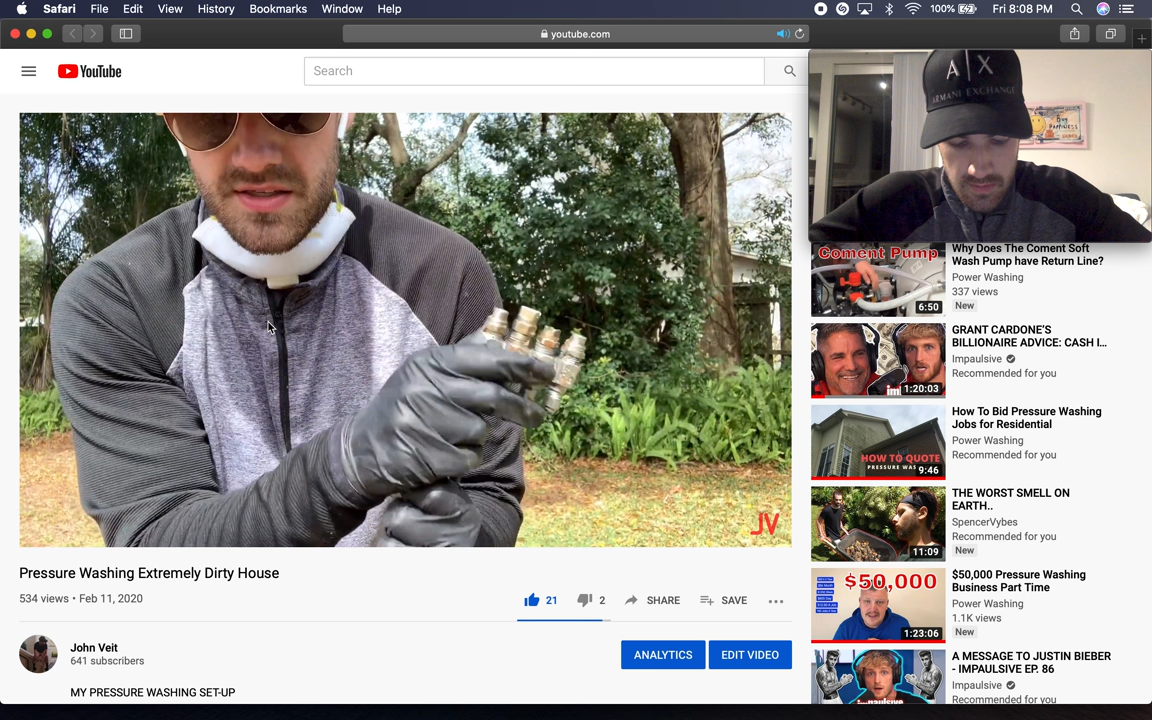 Safari File Edit View History Bookmarks Window Help 100% Fri 8:08 PM
youtube.com
YouTube
Search
A|X
ARMANI EXCHANGE
Buy
Happiness
JV
Pressure Washing Extremely Dirty House
534 views • Feb 11, 2020
21 2 SHARE SAVE
John Veit
641 subscribers
ANALYTICS EDIT VIDEO
MY PRESSURE WASHING SET-UP
Coment Pump
6:50
Why Does The Coment Soft
Wash Pump have Return Line?
Power Washing
337 views
New
im
1:20:03
GRANT CARDONE'S
BILLIONAIRE ADVICE: CASH I...
Impaulsive
Recommended for you
HOW TO QUOTE
PRESSURE WAS
9:46
How To Bid Pressure Washing
Jobs for Residential
Power Washing
Recommended for you
11:09
THE WORST SMELL ON
EARTH..
SpencerVybes
Recommended for you
New
$50,000
1:23:06
$50,000 Pressure Washing
Business Part Time
Power Washing
1.1K views
New
A MESSAGE TO JUSTIN BIEBER
- IMPAULSIVE EP. 86
Impaulsive
Recommended for you